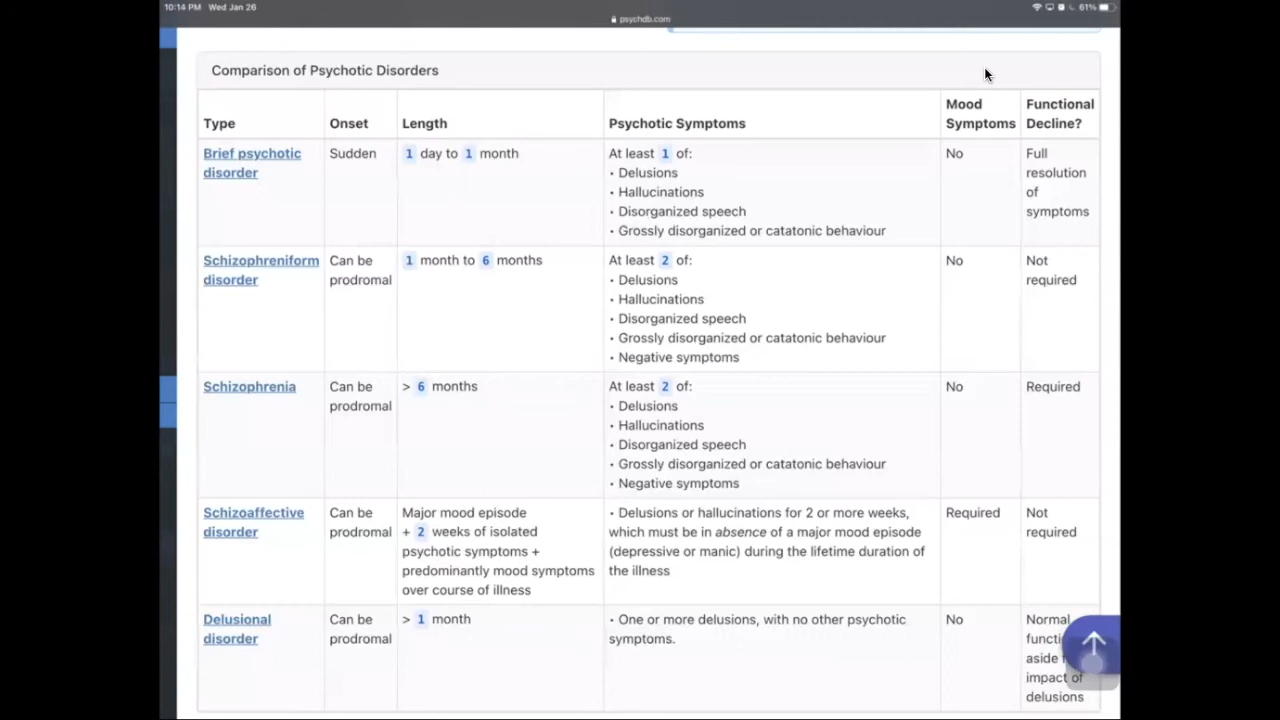 10:14 PM Wed Jan 26
61%
psychdb.com
Comparison of Psychotic Disorders
Type Onset Length Psychotic Symptoms Mood Symptoms Functional Decline?
Brief psychotic disorder
Sudden
1 day to 1 month
At least 1 of:
• Delusions
• Hallucinations
• Disorganized speech
• Grossly disorganized or catatonic behaviour
No
Full
resolution
of
symptoms
Schizophreniform
disorder
Can be
prodromal
1 month to 6 months
At least 2 of:
• Delusions
• Hallucinations
• Disorganized speech
• Grossly disorganized or catatonic behaviour
• Negative symptoms
No
Not
required
Schizophrenia
Can be
prodromal
> 6 months
At least 2 of:
• Delusions
• Hallucinations
• Disorganized speech
• Grossly disorganized or catatonic behaviour
• Negative symptoms
No
Required
Schizoaffective
disorder
Can be
prodromal
Major mood episode
+ 2 weeks of isolated
psychotic symptoms +
predominantly mood symptoms
over course of illness
• Delusions or hallucinations for 2 or more weeks,
which must be in absence of a major mood episode
(depressive or manic) during the lifetime duration of
the illness
Required
Not
required
Delusional
disorder
Can be
prodromal
> 1 month
• One or more delusions, with no other psychotic
symptoms.
No
Normal
aside
impact of
delusions